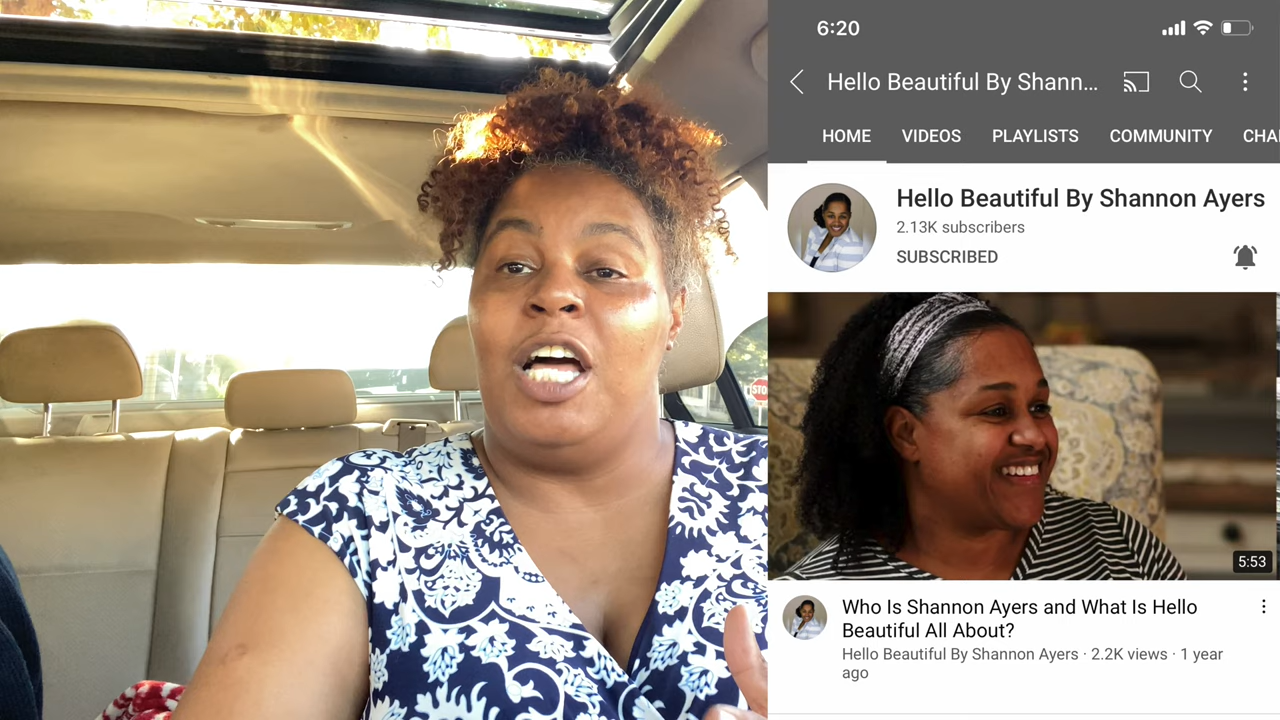 6:20
Hello Beautiful By Shann...
HOME VIDEOS PLAYLISTS COMMUNITY CHA
Hello Beautiful By Shannon Ayers
2.13K subscribers
SUBSCRIBED
STO
5:53
Who Is Shannon Ayers and What Is Hello
Beautiful All About?
Hello Beautiful By Shannon Ayers · 2.2K views · 1 year
ago